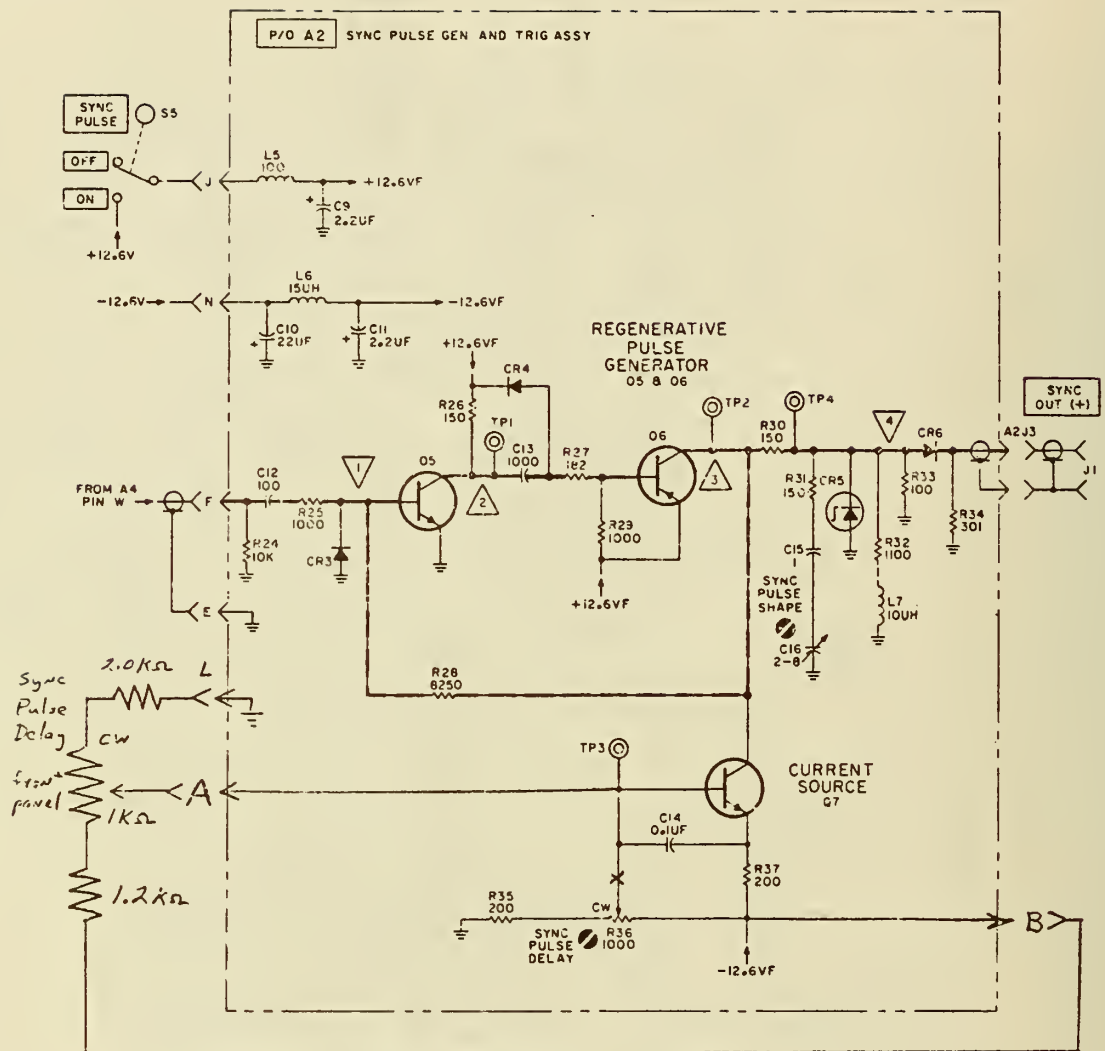 P/O A2 SYNC PULSE GEN AND TRIG ASSY
SYNC
PULSE
S5
OFF
ON
+12.6V
J
L5
100
+12.6VF
+
C9
2.2UF
-12.6V
N
L6
15UH
-12.6VF
+
C10
22UF
+
C11
2.2UF
+12.6VF
CR4
R26
150
TP1
C13
1000
REGENERATIVE
PULSE
GENERATOR
Q5 & Q6
TP2
TP4
SYNC
OUT (+)
FROM A4
PIN W
F
C12
100
R25
1000
R24
10K
CR3
1
Q5
2
R27
182
R29
1000
+12.6VF
Q6
3
R30
150
R31
150
CR5
4
CR6
A2J3
J1
R33
100
R34
301
R32
1100
L7
10UH
C15
SYNC
PULSE
SHAPE
C16
2-8
E
R28
8250
2.0KΩ
L
Sync
Pulse
Delay
CW
front
panel
1KΩ
A
TP3
CURRENT
SOURCE
Q7
C14
0.1UF
R37
200
1.2KΩ
R35
200
CW
R36
1000
SYNC
PULSE
DELAY
-12.6VF
B